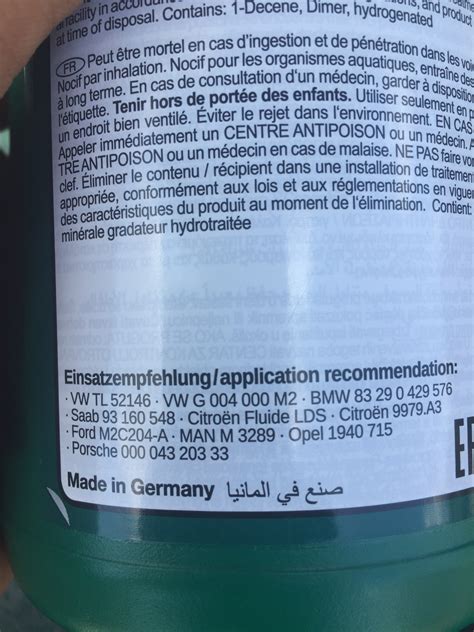 facility in accordance
at time of disposal. Contains: 1-Decene, Dimer, hydrogenated
FR Peut être mortel en cas d'ingestion et de pénétration dans les
Nocif par inhalation. Nocif pour les organismes aquatiques, entraîne
à long terme. En cas de consultation d'un médecin, garder à
l'étiquette. Tenir hors de portée des enfants. Utiliser seulement en
un endroit bien ventilé. Éviter le rejet dans l'environnement. EN CAS
Appeler immédiatement un CENTRE ANTIPOISON ou un médecin.
TRE ANTIPOISON ou un médecin en cas de malaise. NE PAS faire
clef. Éliminer le contenu / récipient dans une installation de traitement
appropriée, conformément aux lois et aux réglementations en
des caractéristiques du produit au moment de l'élimination. Contient:
minérale gradateur hydrotraitée
Einsatzempfehlung/application recommendation:
· VW TL 52146 · VW G 004 000 M2 · BMW 83 29 0 429 576
· Saab 93 160 548 · Citroën Fluide LDS · Citroën 9979.A3
· Ford M2C204-A · MAN M 3289 · Opel 1940 715
· Porsche 000 043 203 33
Made in Germany صنع في المانيا